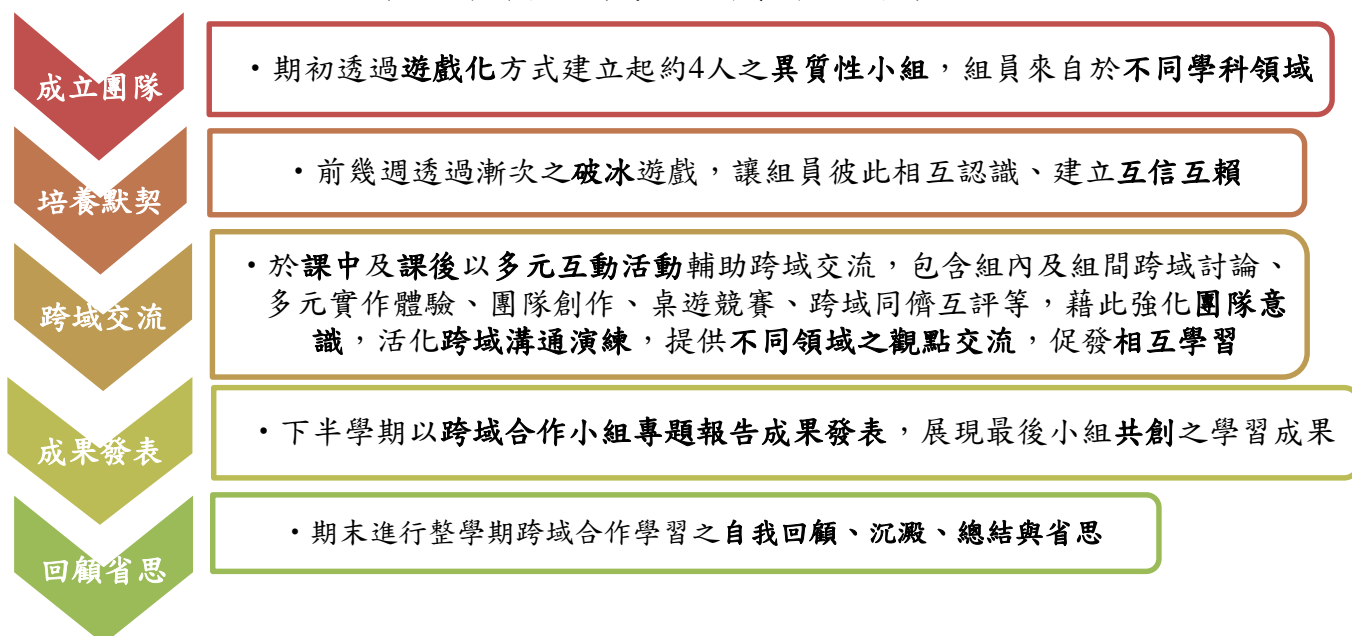 成立團隊
・期初透過遊戲化方式建立起約4人之異質性小組，組員來自於不同學科領域
培養默契
・前幾週透過漸次之破冰遊戲，讓組員彼此相互認識、建立互信互賴
跨域交流
・於課中及課後以多元互動活動輔助跨域交流，包含組內及組間跨域討論、
多元實作體驗、團隊創作、桌遊競賽、跨域同儕互評等，藉此強化團隊意
識，活化跨域溝通演練，提供不同領域之觀點交流，促發相互學習
成果發表
・下半學期以跨域合作小組專題報告成果發表，展現最後小組共創之學習成果
回顧省思
・期末進行整學期跨域合作學習之自我回顧、沉澱、總結與省思